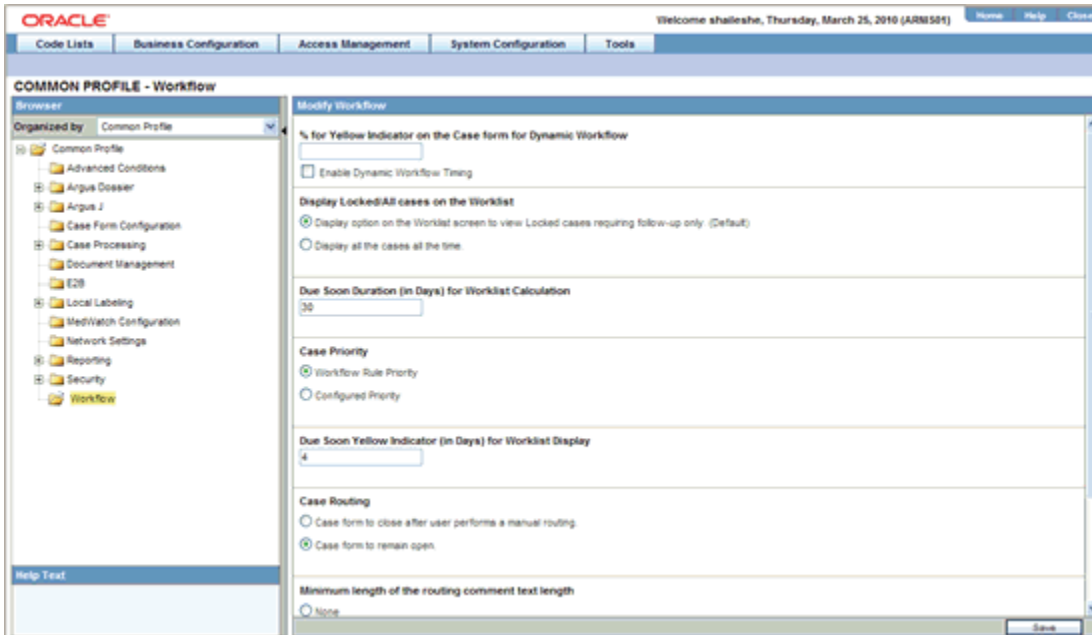 ORACLE
Welcome shaileshe, Thursday, March 25, 2010 (ARNIS01)
Home Help Close
Code Lists Business Configuration Access Management System Configuration Tools
COMMON PROFILE - Workflow
Browser
Organized by Common Profile
Common Profile
Advanced Conditions
Argus Dossier
Argus J
Case Form Configuration
Case Processing
Document Management
E2B
Local Labeling
MedWatch Configuration
Network Settings
Reporting
Security
Workflow
Help Text
Modify Workflow
% for Yellow Indicator on the Case form for Dynamic Workflow
Enable Dynamic Workflow Timing
Display Locked/All cases on the Worklist
Display option on the Worklist screen to view Locked cases requiring follow-up only. (Default)
Display all the cases all the time.
Due Soon Duration (in Days) for Worklist Calculation
30
Case Priority
Workflow Rule Priority
Configured Priority
Due Soon Yellow Indicator (in Days) for Worklist Display
4
Case Routing
Case form to close after user performs a manual routing.
Case form to remain open.
Minimum length of the routing comment text length
None
Save